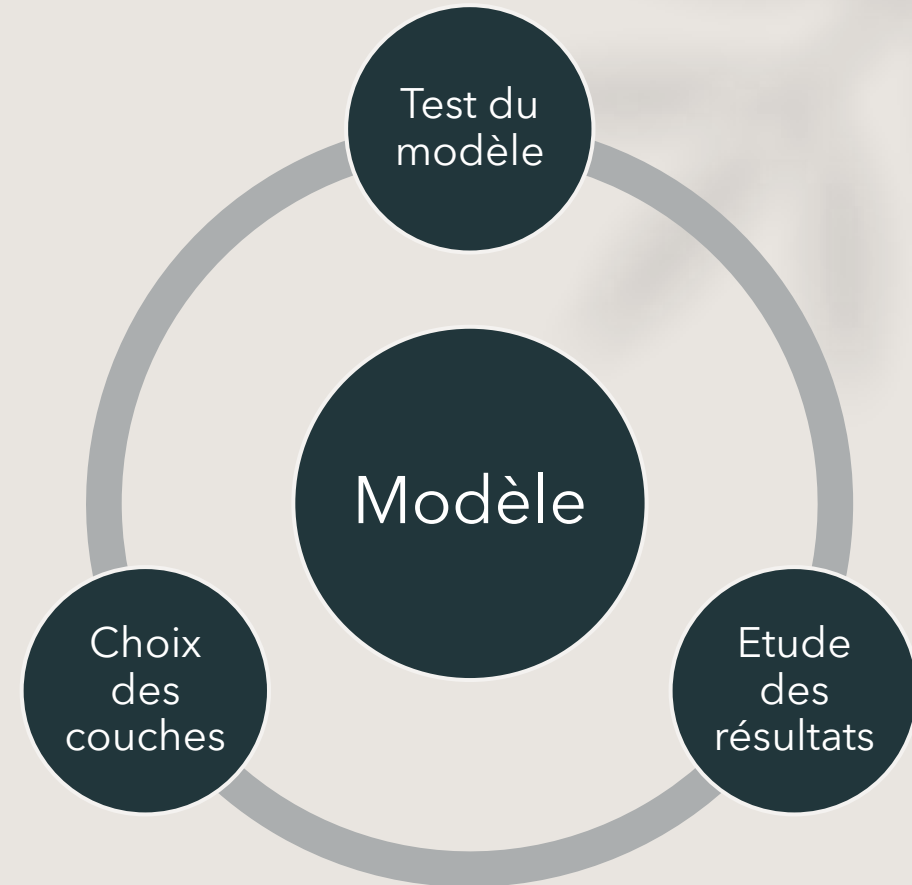 Test du
modèle
Modèle
Choix
des
couches
Etude
des
résultats